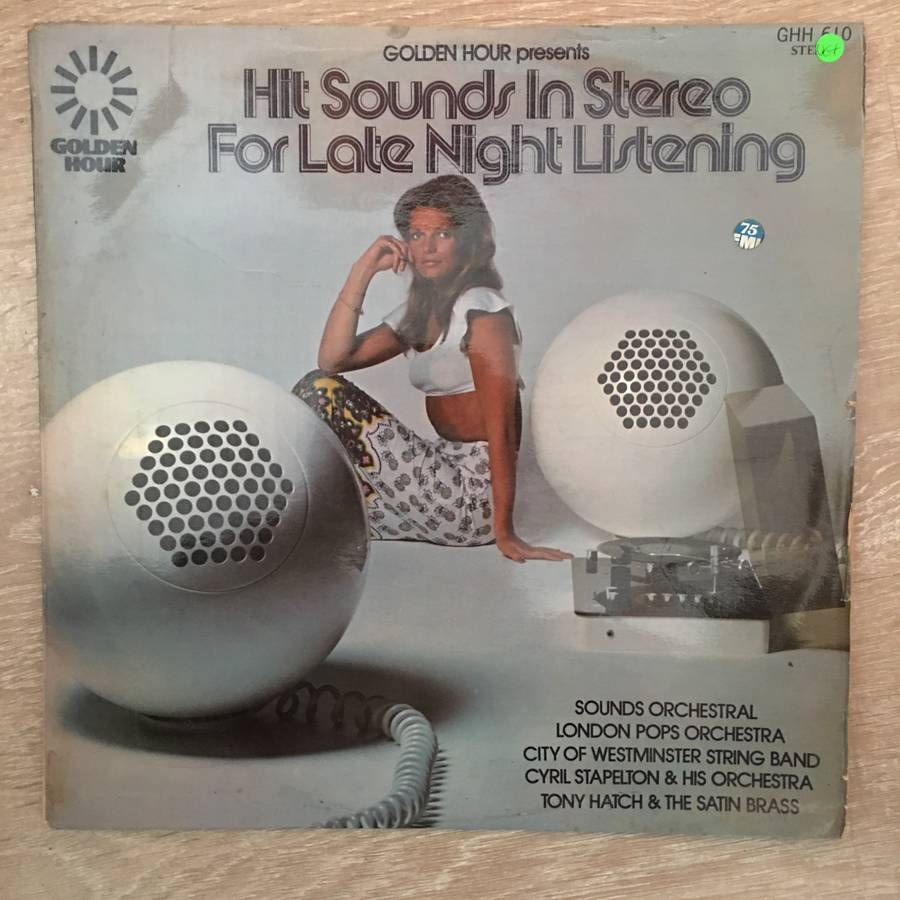 GHH 610
GOLDEN HOUR presents
Hit Sounds In Stereo
For Late Night Listening
GOLDEN
HOUR
75
SOUNDS ORCHESTRAL
LONDON POPS ORCHESTRA
CITY OF WESTMINSTER STRING BAND
CYRIL STAPELTON & HIS ORCHESTRA
TONY HATCH & THE SATIN BRASS